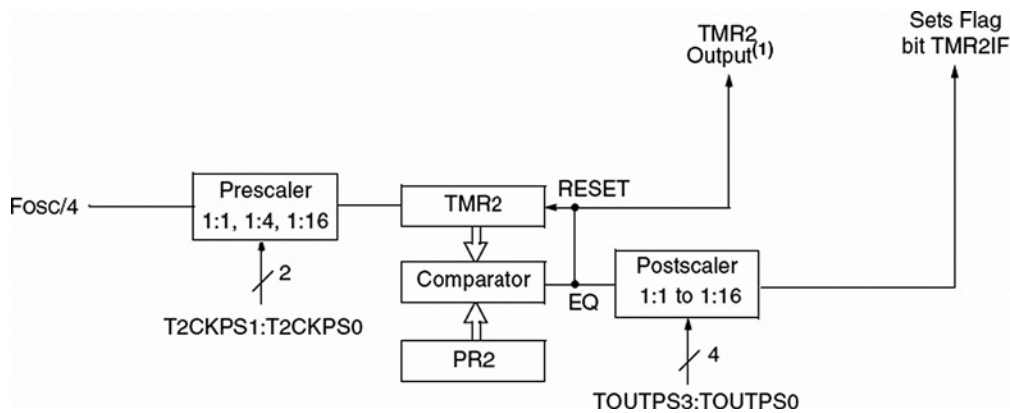 TMR2
Output(1)
Sets Flag
bit TMR2IF
FOSC/4
Prescaler
1:1, 1:4, 1:16
2
T2CKPS1:T2CKPS0
TMR2
RESET
Comparator
EQ
PR2
Postscaler
1:1 to 1:16
4
TOUTPS3:TOUTPS0